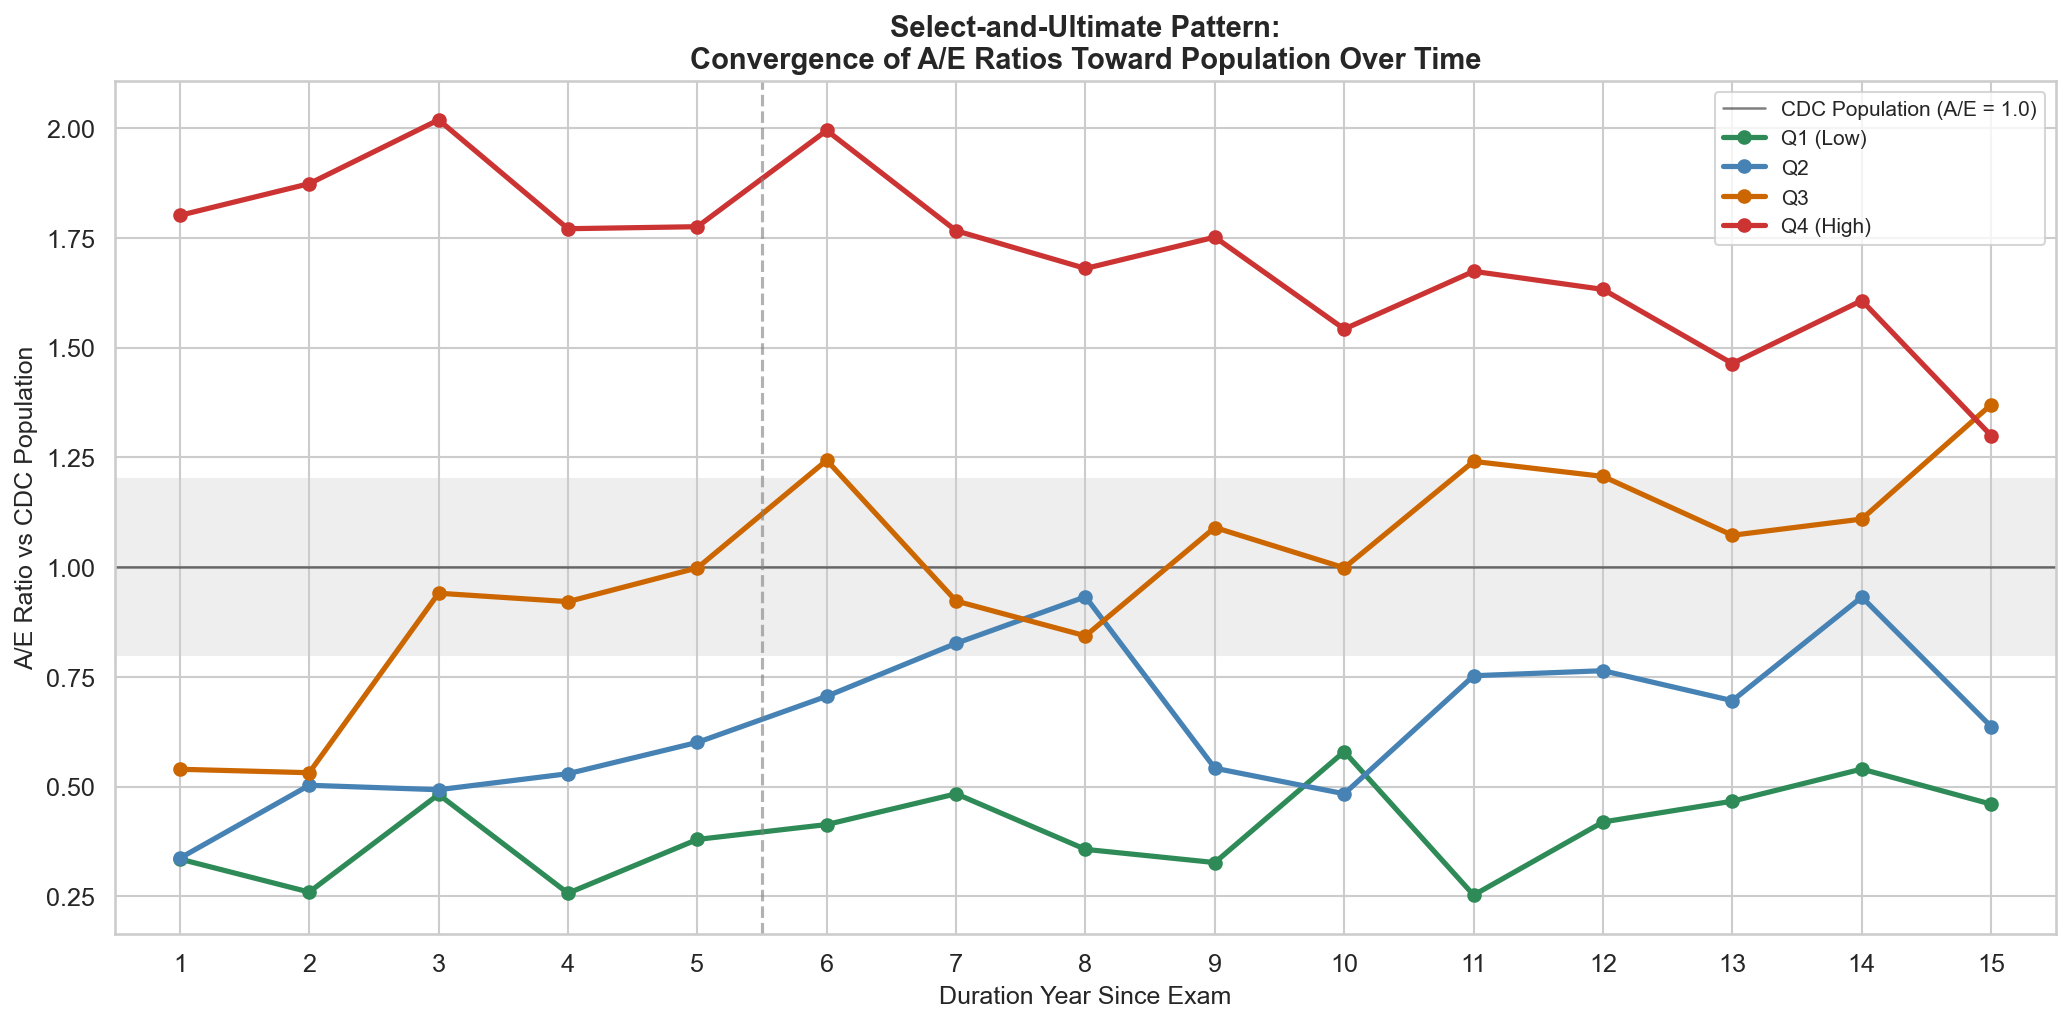 Select-and-Ultimate Pattern:
Convergence of A/E Ratios Toward Population Over Time
CDC Population (A/E = 1.0)
Q1 (Low)
Q2
Q3
Q4 (High)
A/E Ratio vs CDC Population
2.00
1.75
1.50
1.25
1.00
0.75
0.50
0.25
1 2 3 4 5 6 7 8 9 10 11 12 13 14 15
Duration Year Since Exam